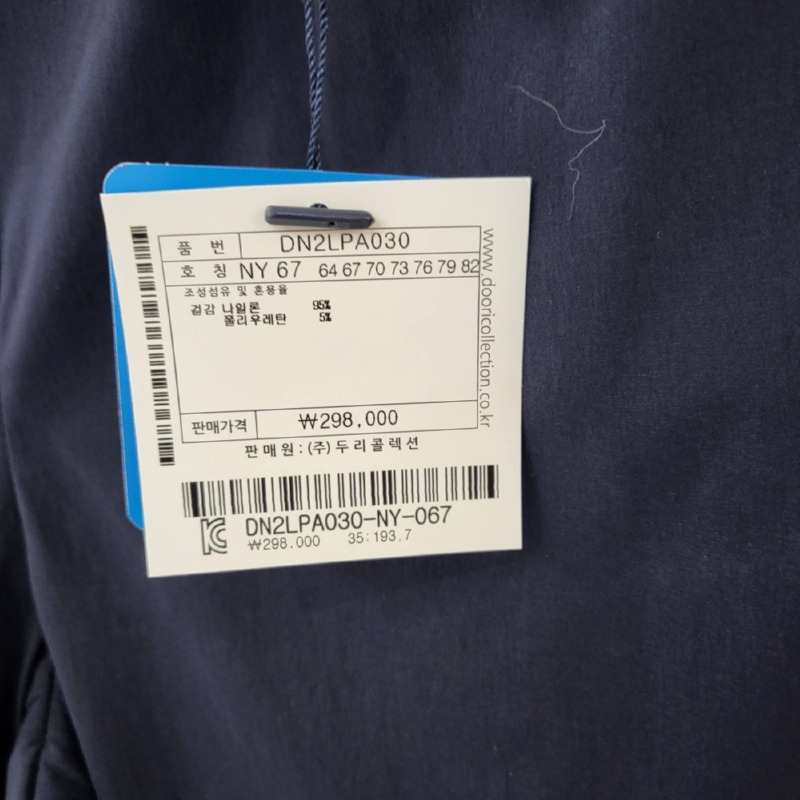 품 번 DN2LPA030
호 칭 NY 67 64 67 70 73 76 79 82
조성섬유 및 혼용율
겉감 나일론 95%
폴리우레탄 5%
판매가격 ₩298,000
판매원 : (주)두리콜렉션
www.dooricollection.co.kr
DN2LPA030-NY-067
₩298,000 35:193.7